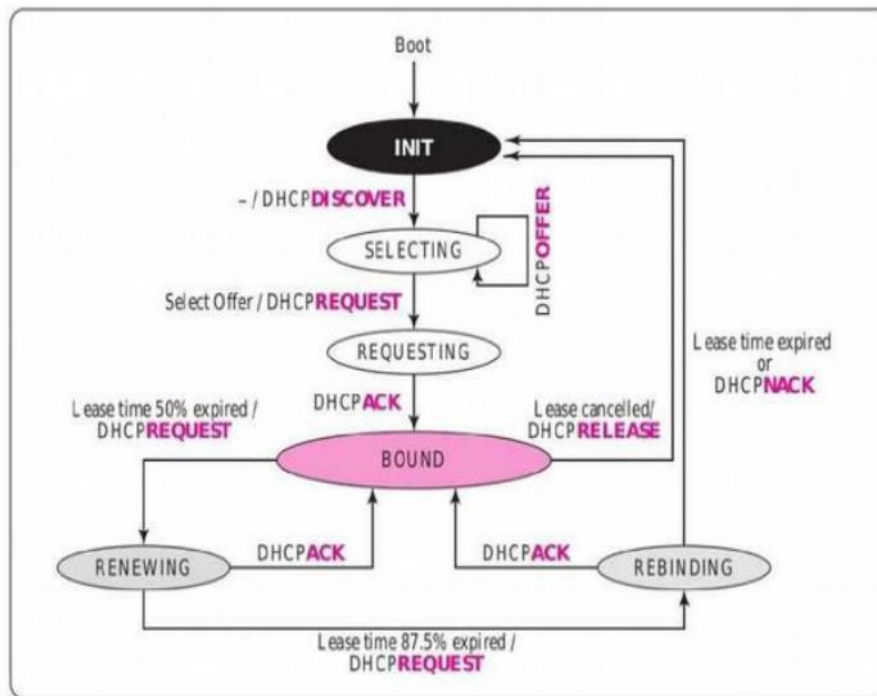 Boot
INIT
– / DHCPDISCOVER
DHCPOFFER
SELECTING
Select Offer / DHCPREQUEST
REQUESTING
Lease time expired
or
DHCPNACK
DHCPACK
Lease time 50% expired /
DHCPREQUEST
Lease cancelled/
DHCPRELEASE
BOUND
DHCPACK
DHCPACK
RENEWING
REBINDING
Lease time 87.5% expired /
DHCPREQUEST